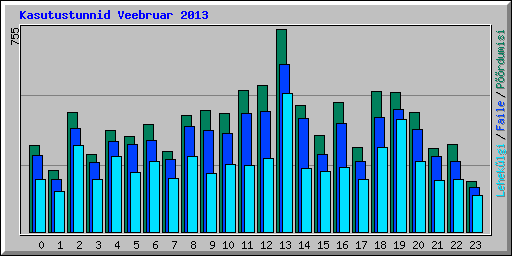 Kasutustunnid Veebruar 2013
755
0 1 2 3 4 5 6 7 8 9 10 11 12 13 14 15 16 17 18 19 20 21 22 23
Lehekülgi / Faile / Pöördumisi